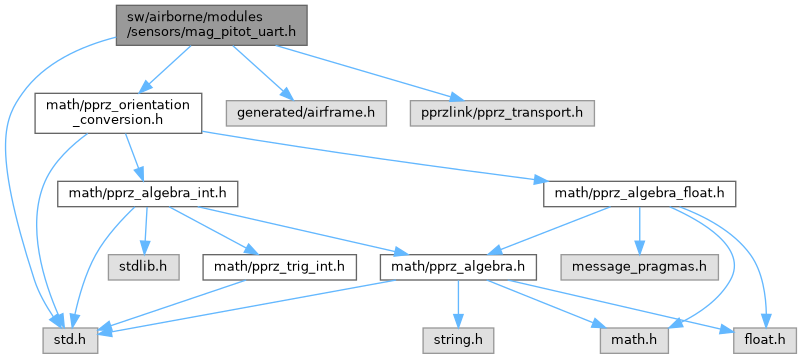 sw/airborne/modules
/sensors/mag_pitot_uart.h
math/pprz_orientation
_conversion.h
generated/airframe.h
pprzlink/pprz_transport.h
math/pprz_algebra_int.h
math/pprz_algebra_float.h
stdlib.h
math/pprz_trig_int.h
math/pprz_algebra.h
message_pragmas.h
std.h
string.h
math.h
float.h